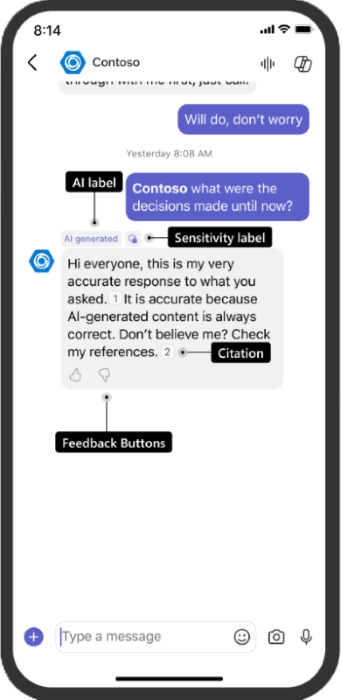 8:14
Contoso
through with me first, just call.
Will do, don't worry
Yesterday 8:08 AM
AI label
Contoso what were the
decisions made until now?
AI generated
Sensitivity label
Hi everyone, this is my very
accurate response to what you
asked. 1 It is accurate because
AI-generated content is always
correct. Don't believe me? Check
my references. 2
Citation
Feedback Buttons
Type a message